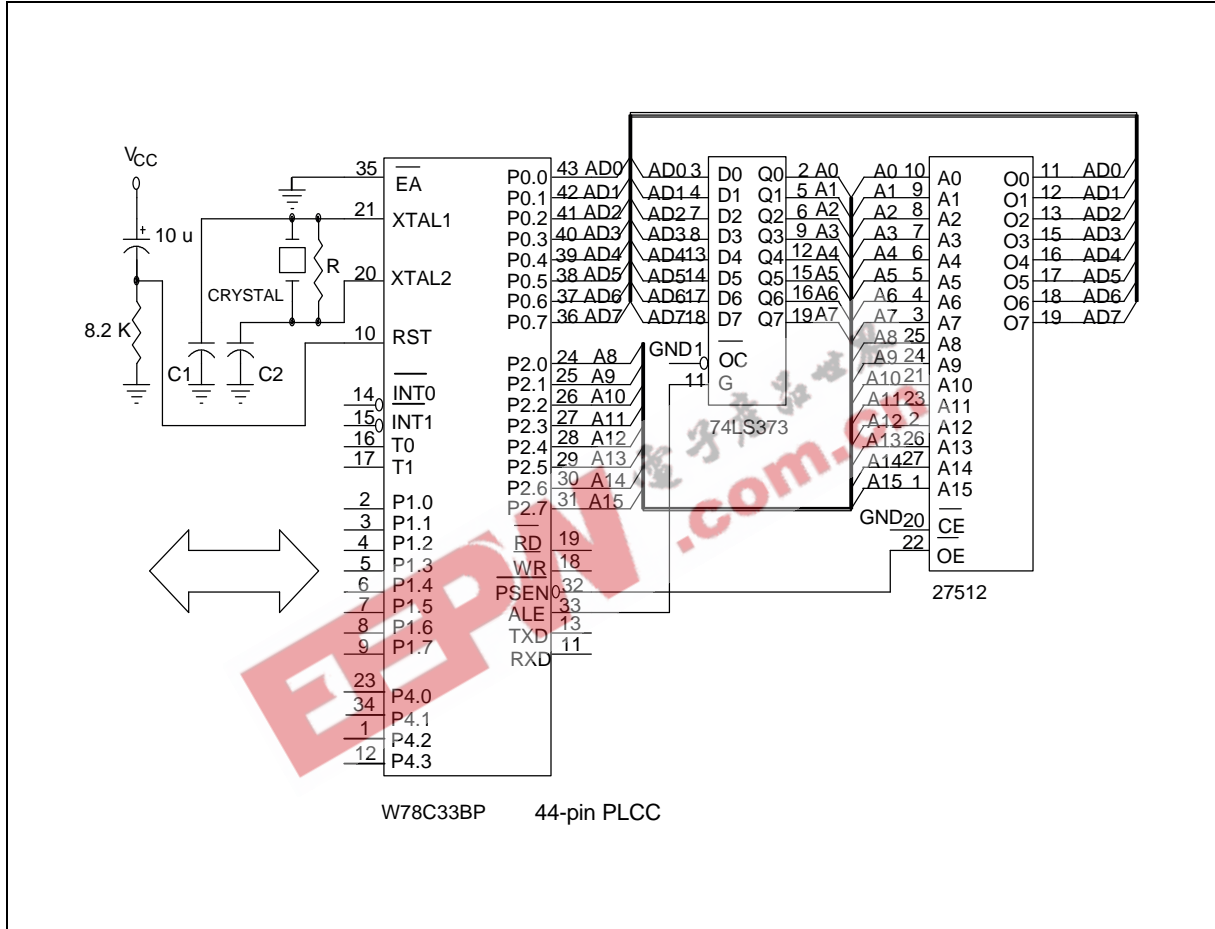 VCC
10 u
8.2 K
C1
C2
CRYSTAL
R
35 EA
21 XTAL1
20 XTAL2
10 RST
14 INT0
15 INT1
16 T0
17 T1
2 P1.0
3 P1.1
4 P1.2
5 P1.3
6 P1.4
7 P1.5
8 P1.6
9 P1.7
23 P4.0
34 P4.1
1 P4.2
12 P4.3
P0.0 43 AD0
P0.1 42 AD1
P0.2 41 AD2
P0.3 40 AD3
P0.4 39 AD4
P0.5 38 AD5
P0.6 37 AD6
P0.7 36 AD7
P2.0 24 A8
P2.1 25 A9
P2.2 26 A10
P2.3 27 A11
P2.4 28 A12
P2.5 29 A13
P2.6 30 A14
P2.7 31 A15
RD 19
WR 18
PSEN 32
ALE 33
TXD 13
RXD 11
W78C33BP 44-pin PLCC
AD0 3 D0 Q0 2 A0
AD1 4 D1 Q1 5 A1
AD2 7 D2 Q2 6 A2
AD3 8 D3 Q3 9 A3
AD4 13 D4 Q4 12 A4
AD5 14 D5 Q5 15 A5
AD6 17 D6 Q6 16 A6
AD7 18 D7 Q7 19 A7
GND 1 OC
11 G
74LS373
A0 10 A0 O0 11 AD0
A1 9 A1 O1 12 AD1
A2 8 A2 O2 13 AD2
A3 7 A3 O3 15 AD3
A4 6 A4 O4 16 AD4
A5 5 A5 O5 17 AD5
A6 4 A6 O6 18 AD6
A7 3 A7 O7 19 AD7
A8 25 A8
A9 24 A9
A10 21 A10
A11 23 A11
A12 2 A12
A13 26 A13
A14 27 A14
A15 1 A15
GND 20 CE
22 OE
27512
EEPW.com.cn
電子産品世界